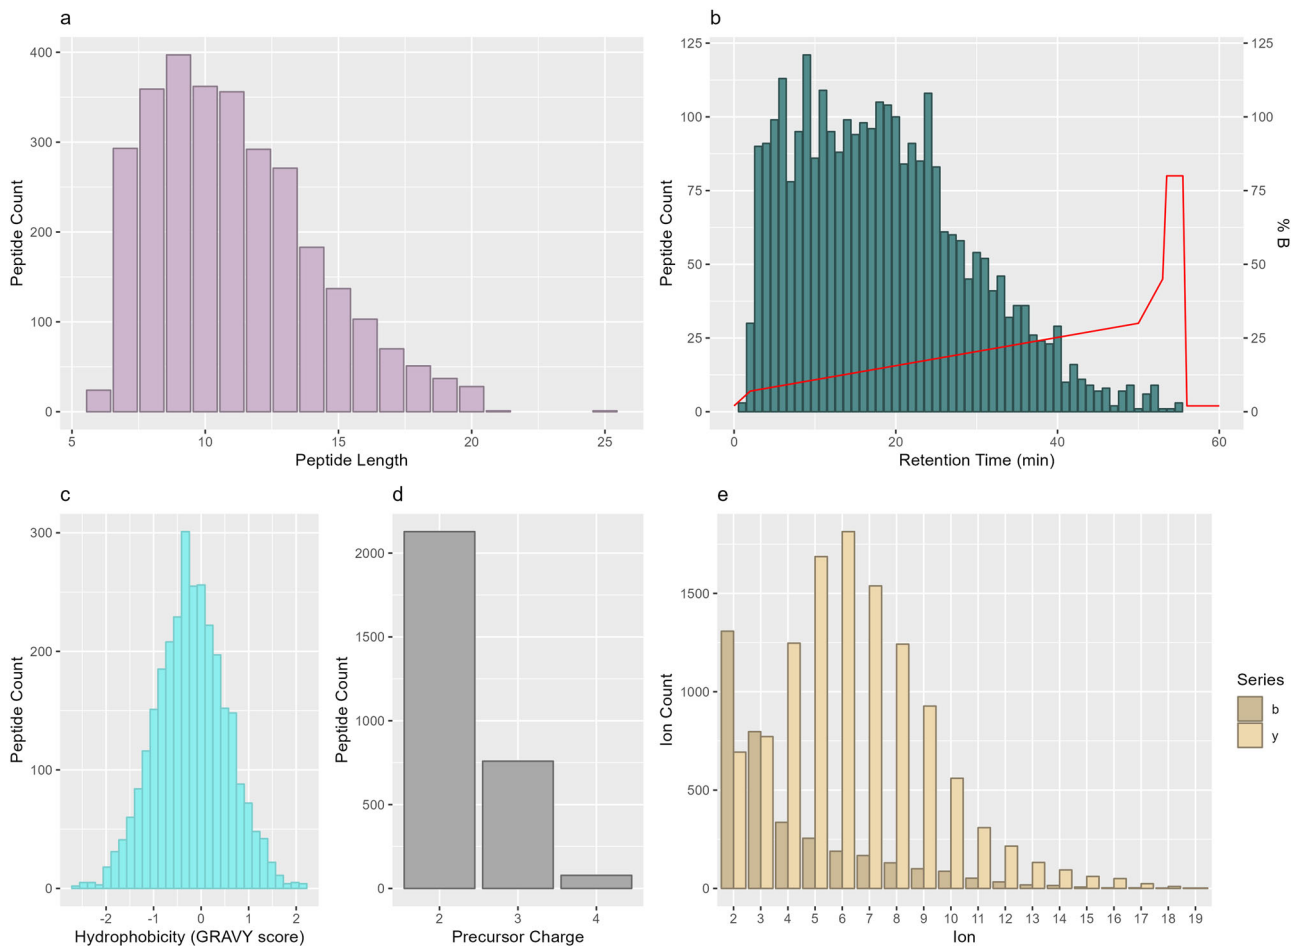 a
Peptide Count
400
300
200
100
0
5 10 15 20 25
Peptide Length
b
Peptide Count
125
100
75
50
25
0
125
100
75
50
25
0
% B
0 20 40 60
Retention Time (min)
c
Peptide Count
300
200
100
0
-2 -1 0 1 2
Hydrophobicity (GRAVY score)
d
Peptide Count
2000
1500
1000
500
0
2 3 4
Precursor Charge
e
Ion Count
1500
1000
500
0
2 3 4 5 6 7 8 9 10 11 12 13 14 15 16 17 18 19
Ion
Series
b
y